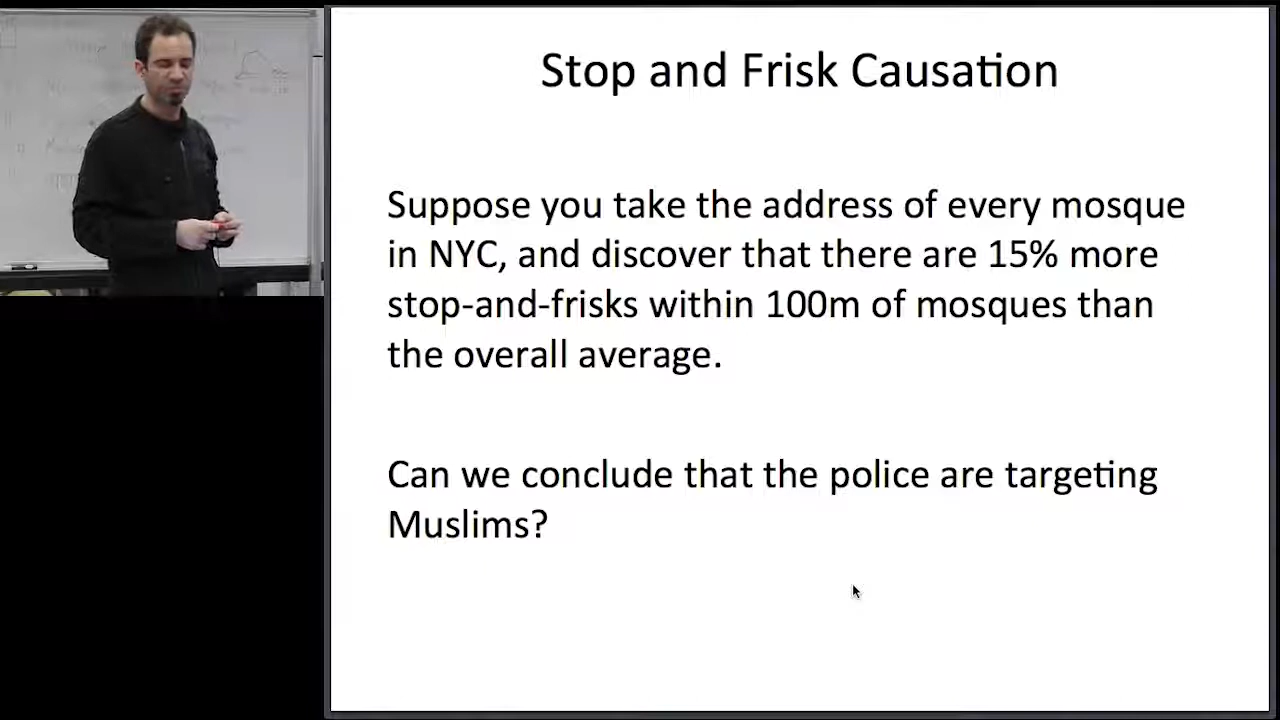 Stop and Frisk Causation
Suppose you take the address of every mosque
in NYC, and discover that there are 15% more
stop-and-frisks within 100m of mosques than
the overall average.
Can we conclude that the police are targeting
Muslims?